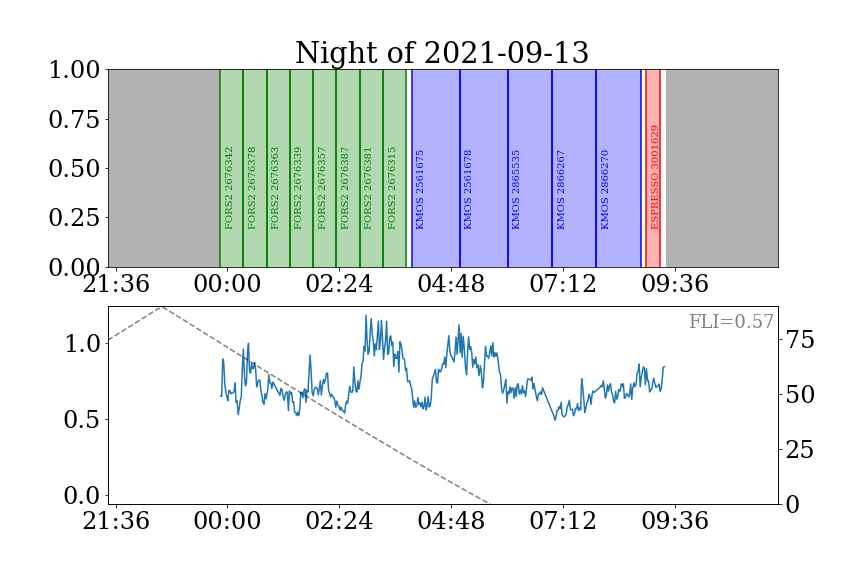 Night of 2021-09-13
1.00
0.75
0.50
0.25
0.00
FORS2 2676342
FORS2 2676378
FORS2 2676363
FORS2 2676339
FORS2 2676357
FORS2 2676387
FORS2 2676381
FORS2 2676315
KMOS 2561675
KMOS 2561678
KMOS 2865535
KMOS 2866267
KMOS 2866270
ESPRESSO 3001629
21:36 00:00 02:24 04:48 07:12 09:36
FLI=0.57
1.0
0.5
0.0
75
50
25
0
21:36 00:00 02:24 04:48 07:12 09:36